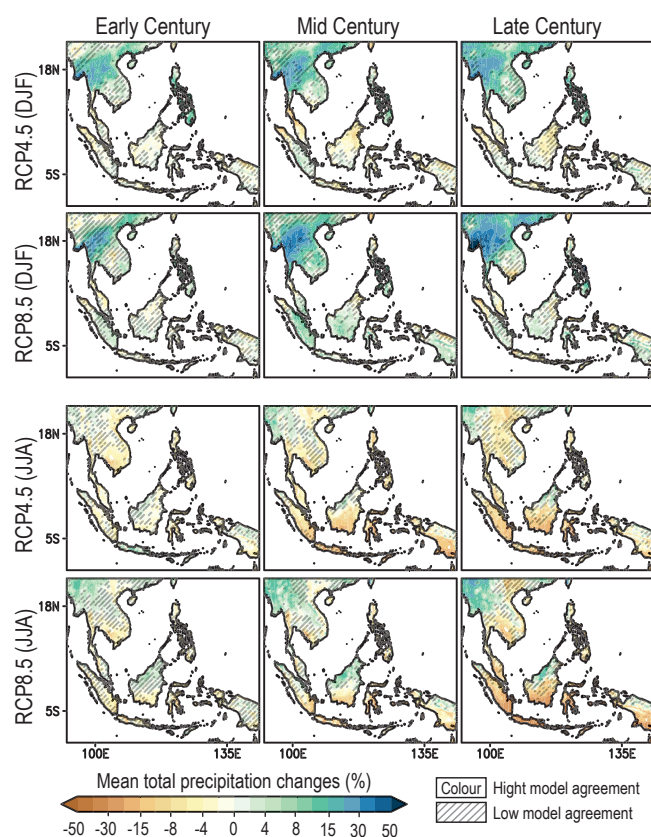 Early Century Mid Century Late Century
RCP4.5 (DJF)
18N
5S
RCP8.5 (DJF)
18N
5S
RCP4.5 (JJA)
18N
5S
RCP8.5 (JJA)
18N
5S
100E 135E 100E 135E 100E 135E
Mean total precipitation changes (%)
-50 -30 -15 -8 -4 0 4 8 15 30 50
Colour Hight model agreement
Low model agreement